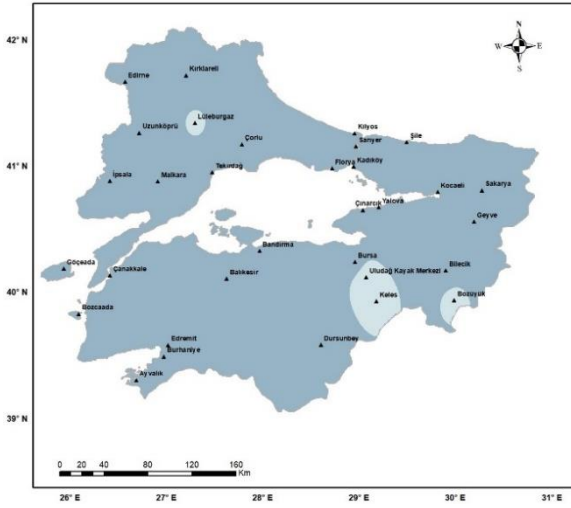 42° N
41° N
40° N
39° N
N
W E
S
Kırklareli
Edirne
Lüleburgaz
Uzunköprü
Çorlu
Kilyos
Sarıyer
Şile
Tekirdağ
Florya
Kadıköy
İpsala
Malkara
Kocaeli
Sakarya
Çınarcık
Yalova
Geyve
Bandırma
Bursa
Göçeada
Çanakkale
Balıkasır
Uludağ Kayak Merkezi
Bilecik
Keles
Bozüyük
Bozcaada
Edremit
Burhaniye
Dursunbey
Ayvalık
0 20 40 80 120 160
Km
26° E 27° E 28° E 29° E 30° E 31° E